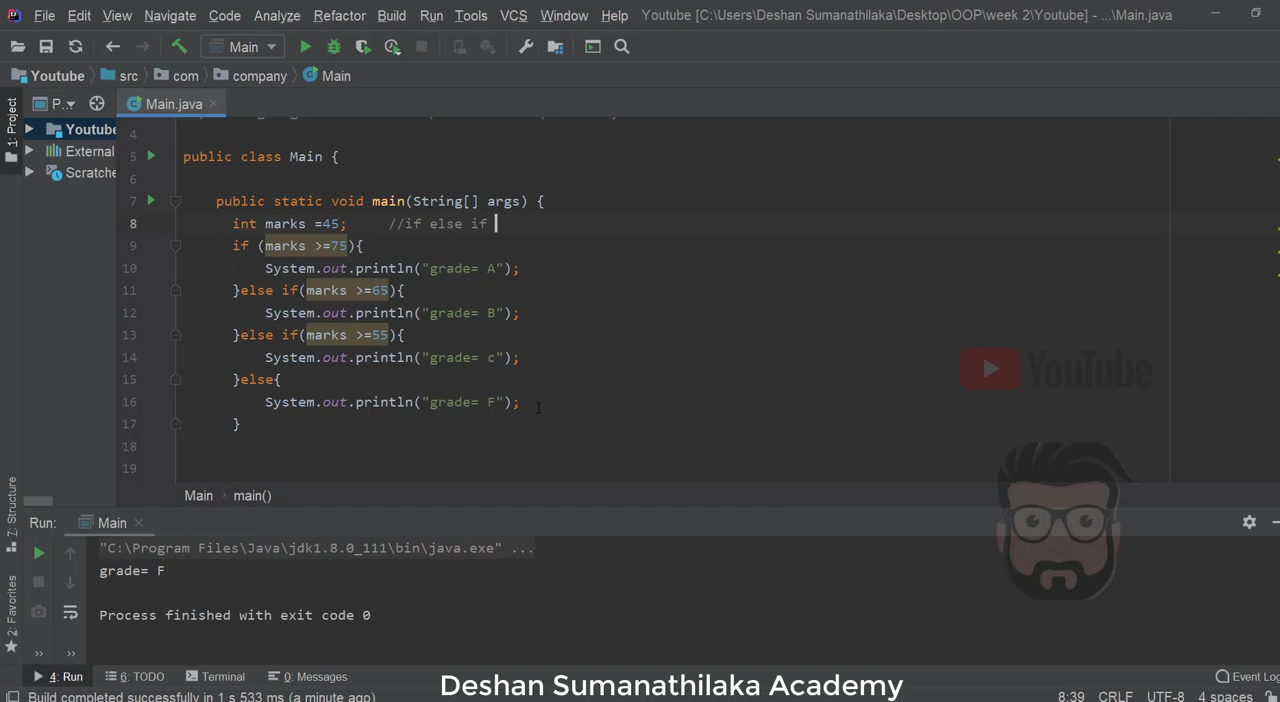 File Edit View Navigate Code Analyze Refactor Build Run Tools VCS Window Help Youtube [C:\Users\Deshan Sumanathilaka\Desktop\OOP\week 2\Youtube] - ...\Main.java
Main
Youtube src com company Main
P... Main.java
1: Project
Youtube
External
Scratche
4
5 public class Main {
6
7 public static void main(String[] args) {
8 int marks =45; //if else if
9 if (marks >=75){
10 System.out.println("grade= A");
11 }else if(marks >=65){
12 System.out.println("grade= B");
13 }else if(marks >=55){
14 System.out.println("grade= c");
15 }else{
16 System.out.println("grade= F");
17 }
18
19
YouTube
Main main()
7: Structure
2: Favorites
Run: Main
"C:\Program Files\Java\jdk1.8.0_111\bin\java.exe" ...
grade= F
Process finished with exit code 0
4: Run 6: TODO Terminal 0: Messages Event Log
Deshan Sumanathilaka Academy
Build completed successfully in 1 s 533 ms (a minute ago) 8:39 CRLF UTF-8 4 spaces